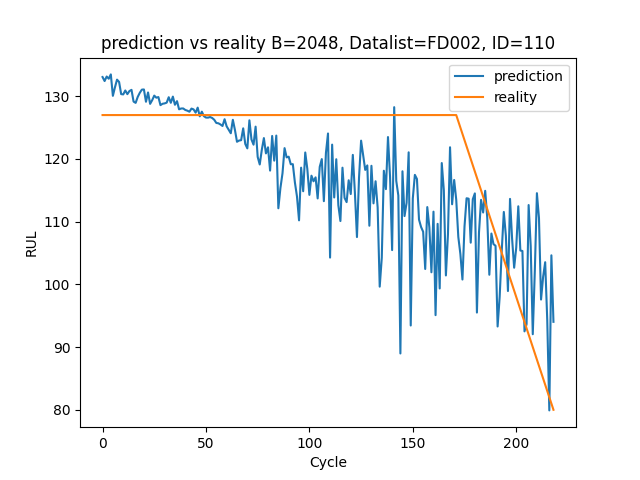 prediction vs reality B=2048, Datalist=FD002, ID=110
prediction
reality
RUL
130
120
110
100
90
80
0
50
100
150
200
Cycle